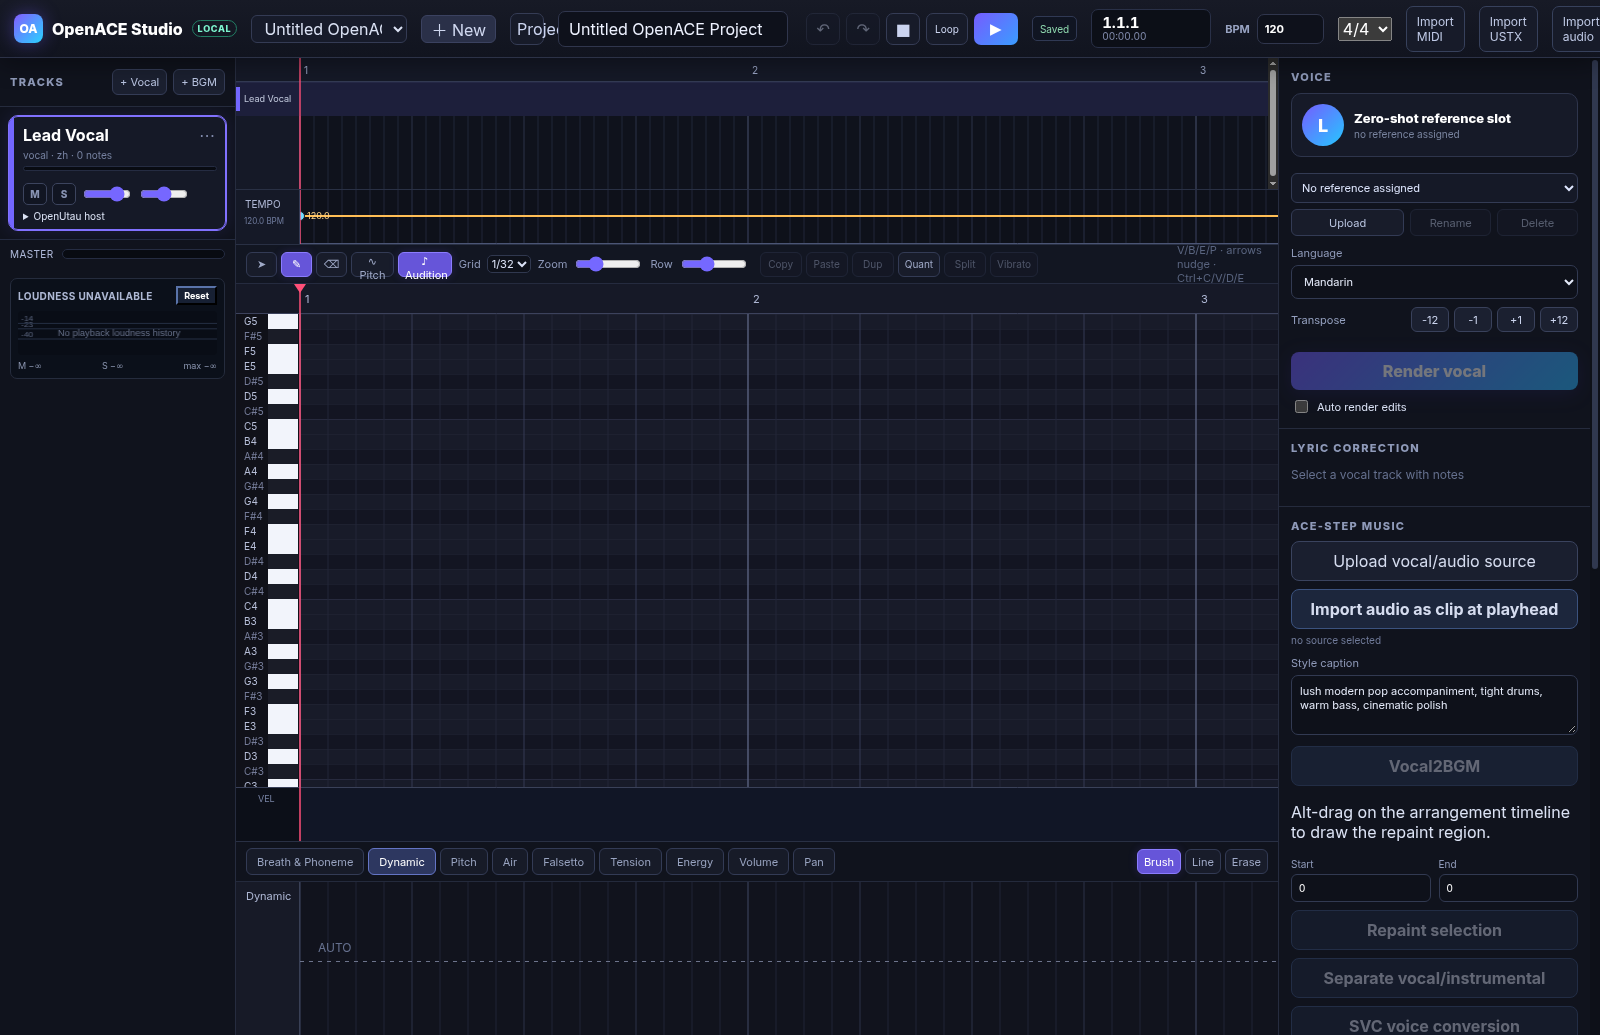 OA OpenACE Studio LOCAL
Untitled OpenAC
+ New
Projec
Untitled OpenACE Project
Loop
Saved
1.1.1
00:00.00
BPM 120
4/4
Import MIDI
Import USTX
Import audio
TRACKS
+ Vocal
+ BGM
Lead Vocal
vocal · zh · 0 notes
M S
OpenUtau host
MASTER
LOUDNESS UNAVAILABLE
Reset
-14
-23
-40
No playback loudness history
M −∞
S −∞
max −∞
1 2 3
Lead Vocal
TEMPO
120.0 BPM
120.0
Pitch
Audition
Grid 1/32
Zoom
Row
Copy
Paste
Dup
Quant
Split
Vibrato
V/B/E/P · arrows
nudge ·
Ctrl+C/V/D/E
1 2 3
G5
F#5
F5
E5
D#5
D5
C#5
C5
B4
A#4
A4
G#4
G4
F#4
F4
E4
D#4
D4
C#4
C4
B3
A#3
A3
G#3
G3
F#3
F3
E3
D#3
D3
C#3
C3
VEL
Breath & Phoneme
Dynamic
Pitch
Air
Falsetto
Tension
Energy
Volume
Pan
Brush
Line
Erase
Dynamic
AUTO
VOICE
L
Zero-shot reference slot
no reference assigned
No reference assigned
Upload
Rename
Delete
Language
Mandarin
Transpose
-12
-1
+1
+12
Render vocal
Auto render edits
LYRIC CORRECTION
Select a vocal track with notes
ACE-STEP MUSIC
Upload vocal/audio source
Import audio as clip at playhead
no source selected
Style caption
lush modern pop accompaniment, tight drums,
warm bass, cinematic polish
Vocal2BGM
Alt-drag on the arrangement timeline
to draw the repaint region.
Start
End
0
0
Repaint selection
Separate vocal/instrumental
SVC voice conversion